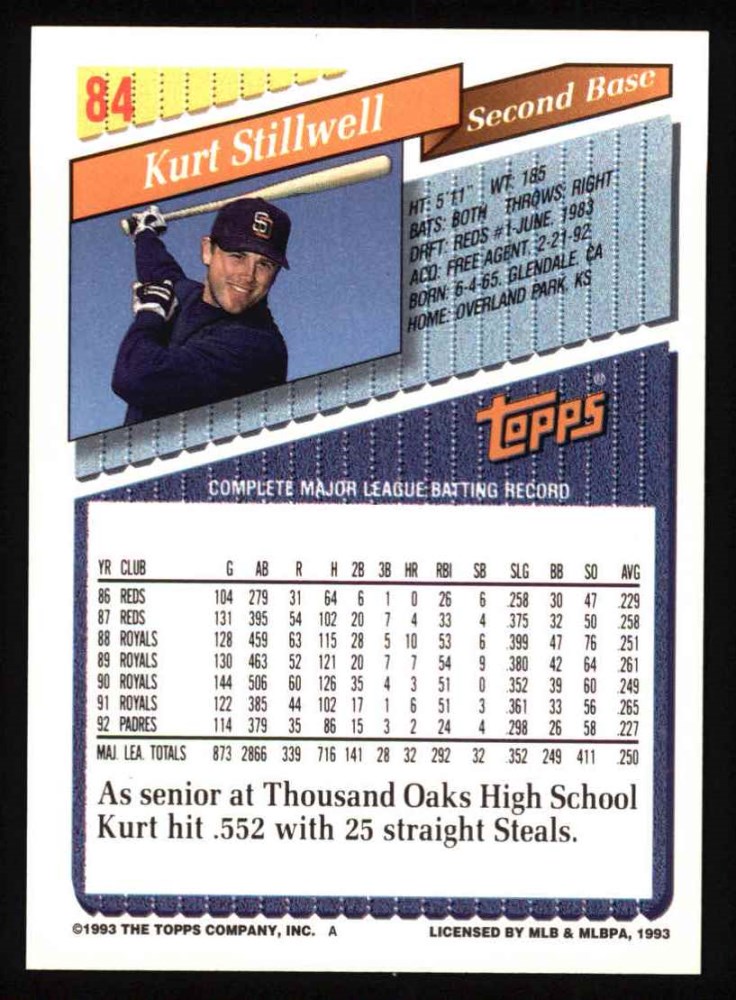 84
Kurt Stillwell
Second Base
SD
HT: 5'11" WT: 185
BATS: BOTH THROWS: RIGHT
DRFT: REDS #1-JUNE, 1983
ACQ: FREE AGENT, 2-21-92
BORN: 6-4-65, GLENDALE, CA
HOME: OVERLAND PARK, KS
topps®
COMPLETE MAJOR LEAGUE BATTING RECORD
YR CLUB G AB R H 2B 3B HR RBI SB SLG BB SO AVG
86 REDS 104 279 31 64 6 1 0 26 6 .258 30 47 .229
87 REDS 131 395 54 102 20 7 4 33 4 .375 32 50 .258
88 ROYALS 128 459 63 115 28 5 10 53 6 .399 47 76 .251
89 ROYALS 130 463 52 121 20 7 7 54 9 .380 42 64 .261
90 ROYALS 144 506 60 126 35 4 3 51 0 .352 39 60 .249
91 ROYALS 122 385 44 102 17 1 6 51 3 .361 33 56 .265
92 PADRES 114 379 35 86 15 3 2 24 4 .298 26 58 .227
MAJ. LEA. TOTALS 873 2866 339 716 141 28 32 292 32 .352 249 411 .250
As senior at Thousand Oaks High School
Kurt hit .552 with 25 straight Steals.
©1993 THE TOPPS COMPANY, INC. A
LICENSED BY MLB & MLBPA, 1993